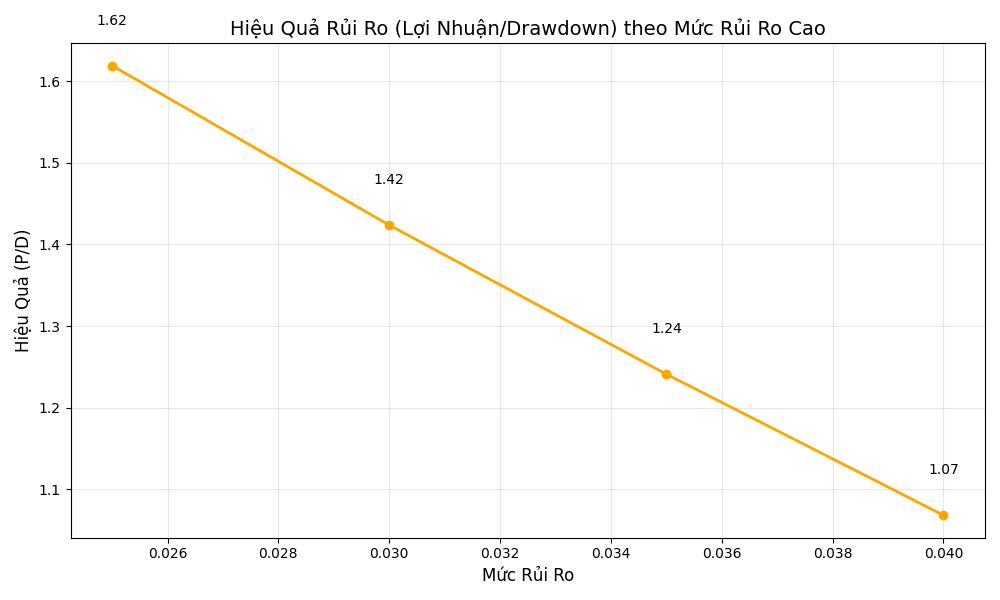 Hiệu Quả Rủi Ro (Lợi Nhuận/Drawdown) theo Mức Rủi Ro Cao
1.62
1.42
1.24
1.07
Hiệu Quả (P/D)
1.6
1.5
1.4
1.3
1.2
1.1
0.026 0.028 0.030 0.032 0.034 0.036 0.038 0.040
Mức Rủi Ro